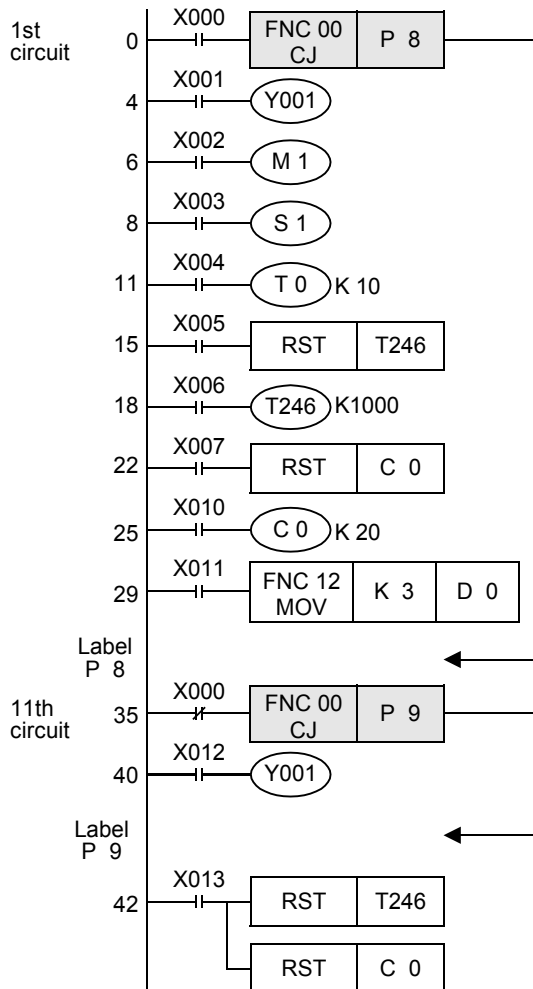 1st
circuit
0 X000 FNC 00
CJ P 8
4 X001 Y001
6 X002 M 1
8 X003 S 1
11 X004 T 0 K 10
15 X005 RST T246
18 X006 T246 K1000
22 X007 RST C 0
25 X010 C 0 K 20
29 X011 FNC 12
MOV K 3 D 0
Label
P 8
11th
circuit
35 X000 FNC 00
CJ P 9
40 X012 Y001
Label
P 9
42 X013 RST T246
RST C 0